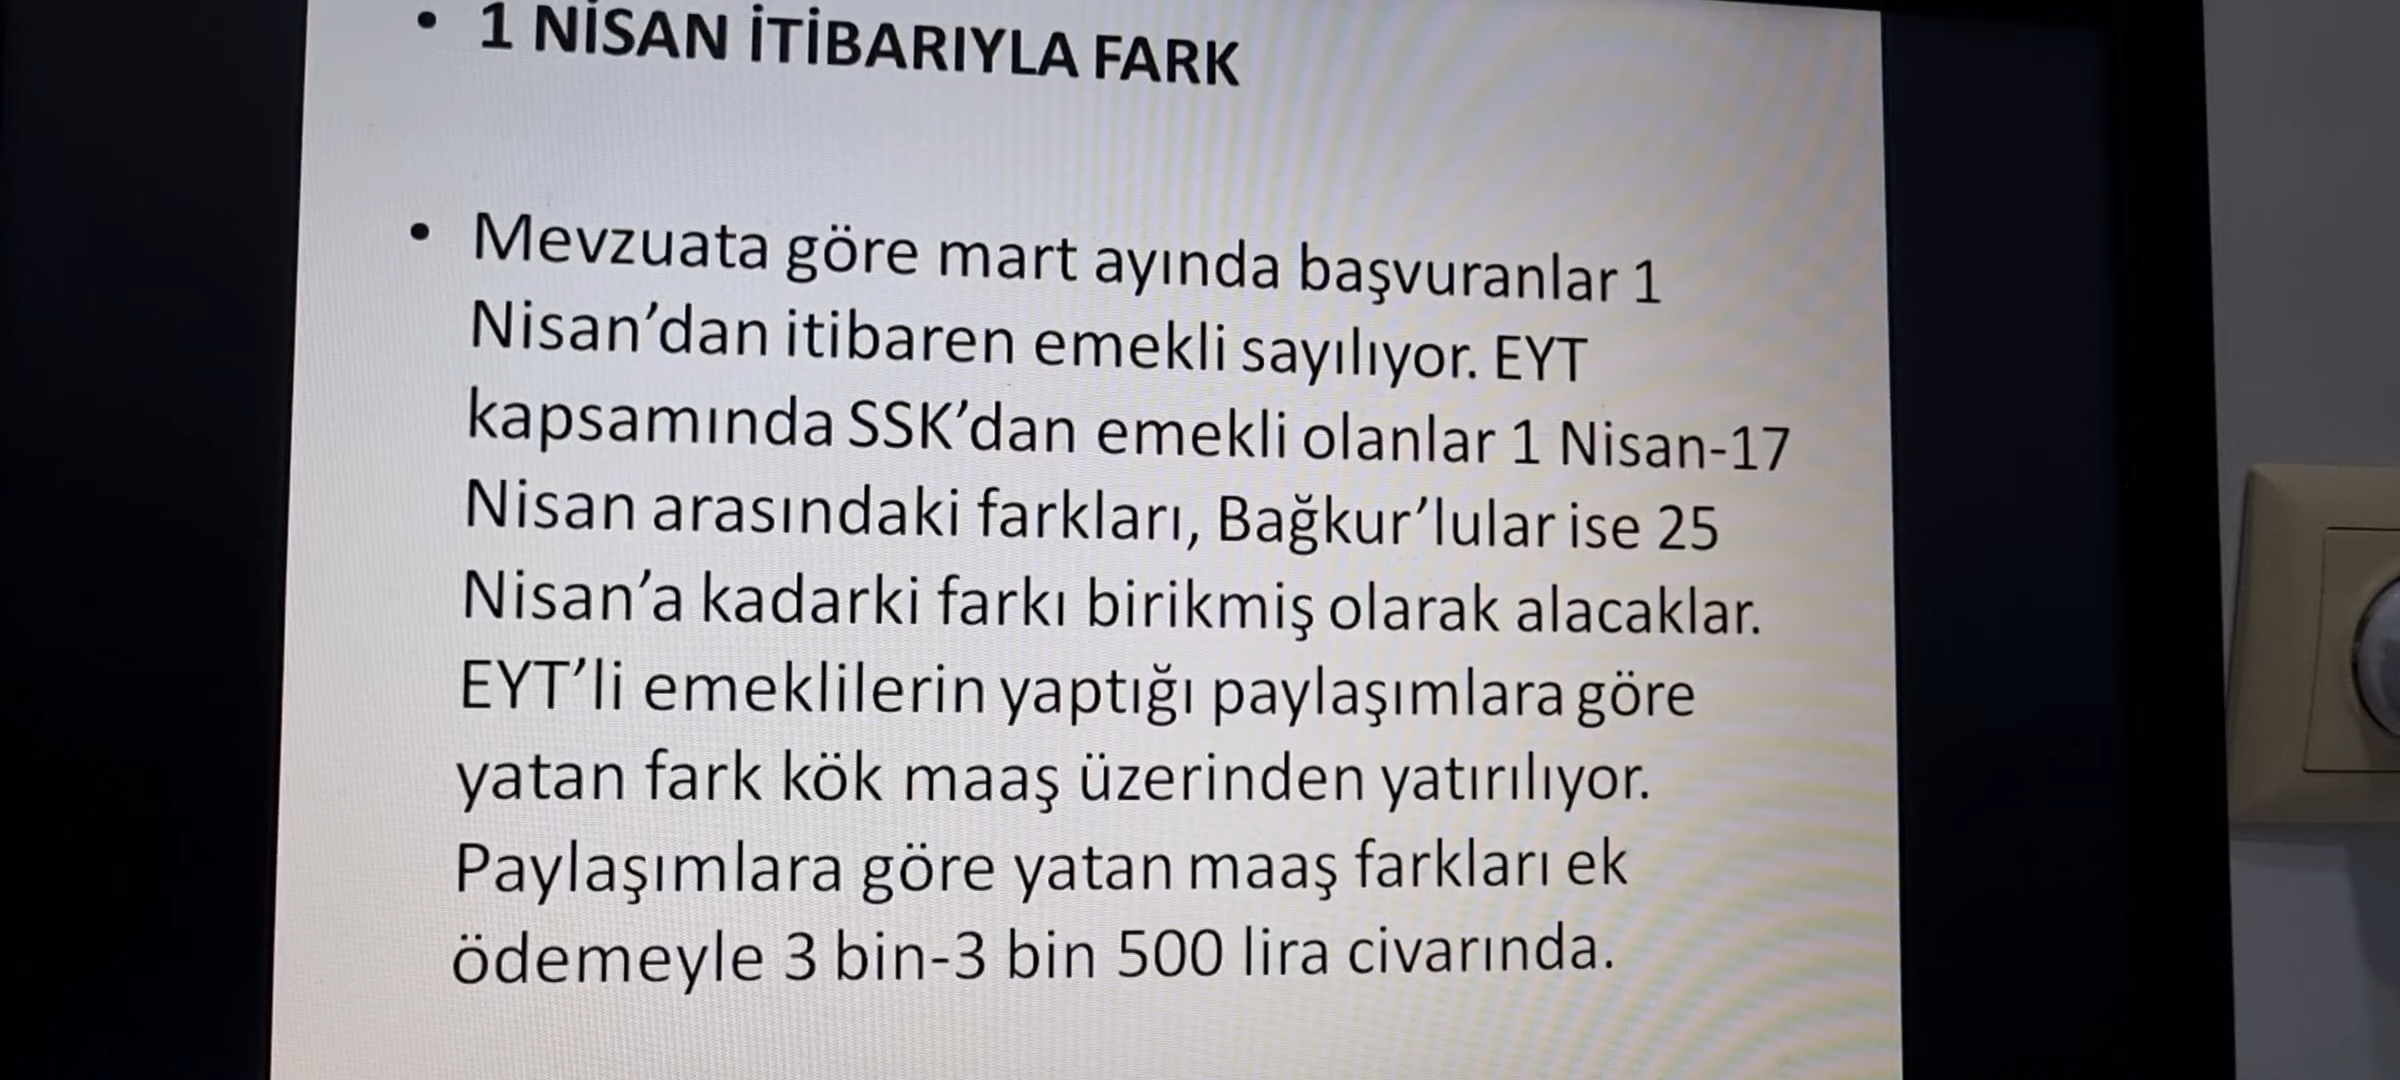 • 1 NİSAN İTİBARIYLA FARK
• Mevzuata göre mart ayında başvuranlar 1
Nisan’dan itibaren emekli sayılıyor. EYT
kapsamında SSK’dan emekli olanlar 1 Nisan-17
Nisan arasındaki farkları, Bağkur’lular ise 25
Nisan’a kadarki farkı birikmiş olarak alacaklar.
EYT’li emeklilerin yaptığı paylaşımlara göre
yatan fark kök maaş üzerinden yatırılıyor.
Paylaşımlara göre yatan maaş farkları ek
ödemeyle 3 bin-3 bin 500 lira civarında.